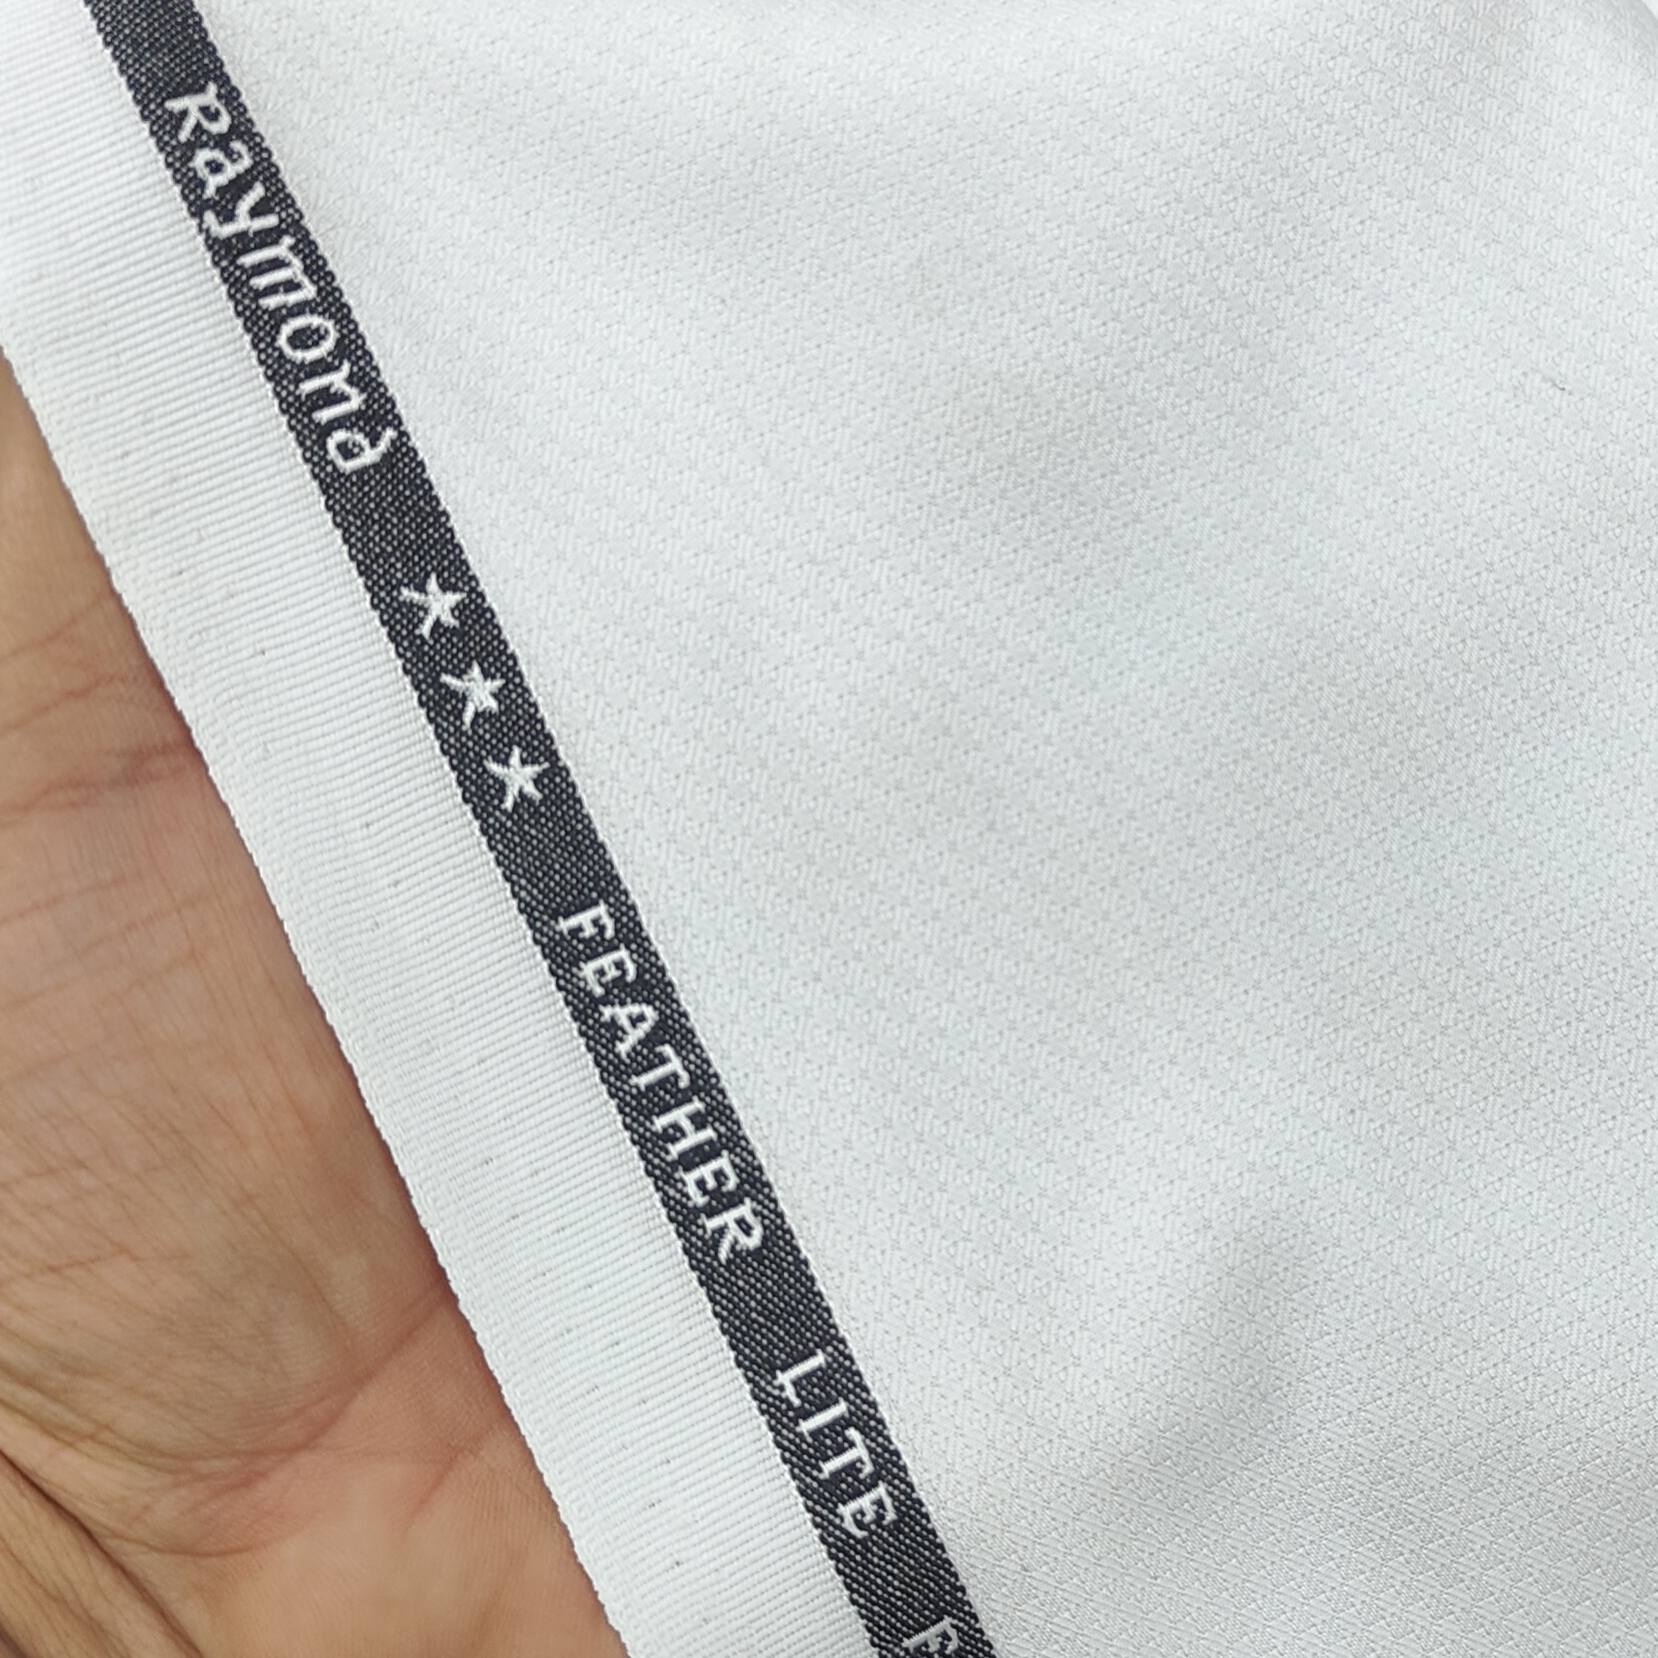 Raymond ★★★ FEATHER LITE